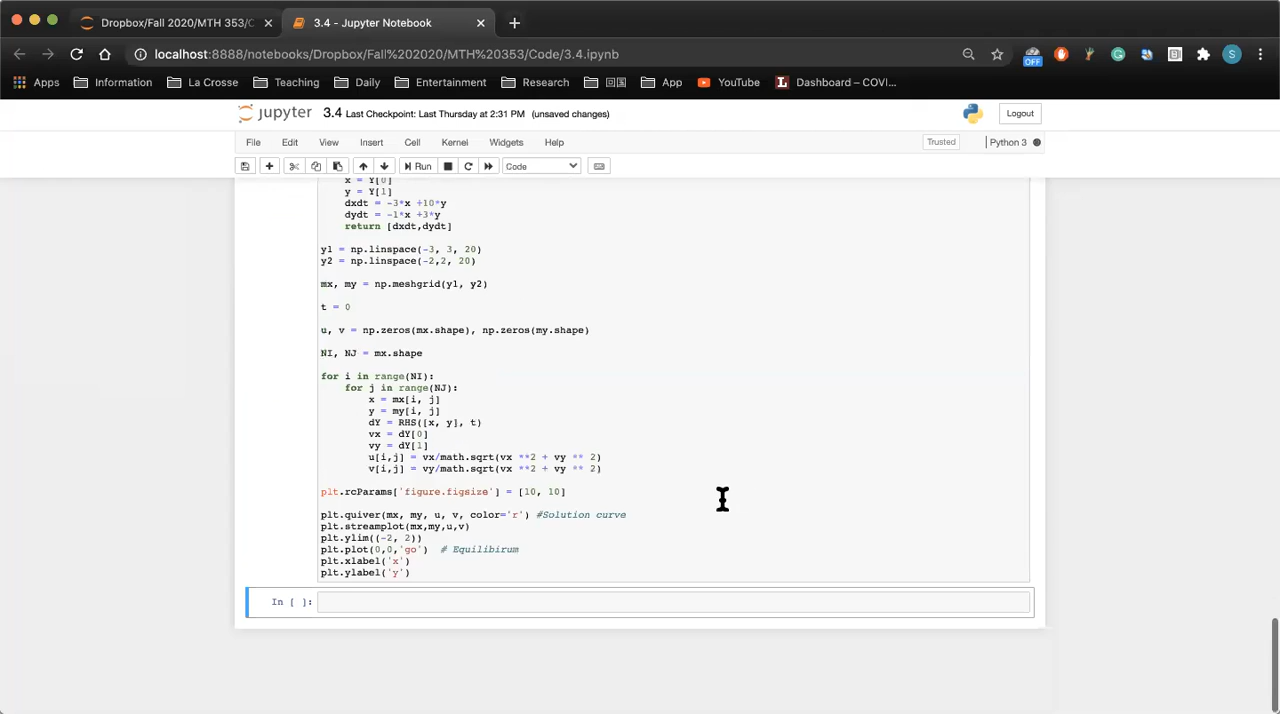 Dropbox/Fall 2020/MTH 353/C
3.4 - Jupyter Notebook
localhost:8888/notebooks/Dropbox/Fall%202020/MTH%20353/Code/3.4.ipynb
OFF
S
Apps Information La Crosse Teaching Daily Entertainment Research 回国 App YouTube Dashboard – COVI...
jupyter 3.4 Last Checkpoint: Last Thursday at 2:31 PM (unsaved changes) Logout
File Edit View Insert Cell Kernel Widgets Help Trusted Python 3
Run Code
x = Y[0]
y = Y[1]
dxdt = -3*x +10*y
dydt = -1*x +3*y
return [dxdt,dydt]
y1 = np.linspace(-3, 3, 20)
y2 = np.linspace(-2,2, 20)
mx, my = np.meshgrid(y1, y2)
t = 0
u, v = np.zeros(mx.shape), np.zeros(my.shape)
NI, NJ = mx.shape
for i in range(NI):
for j in range(NJ):
x = mx[i, j]
y = my[i, j]
dY = RHS([x, y], t)
vx = dY[0]
vy = dY[1]
u[i,j] = vx/math.sqrt(vx **2 + vy ** 2)
v[i,j] = vy/math.sqrt(vx **2 + vy ** 2)
plt.rcParams['figure.figsize'] = [10, 10]
plt.quiver(mx, my, u, v, color='r') #Solution curve
plt.streamplot(mx,my,u,v)
plt.ylim((-2, 2))
plt.plot(0,0,'go') # Equilibirum
plt.xlabel('x')
plt.ylabel('y')
In [ ]: